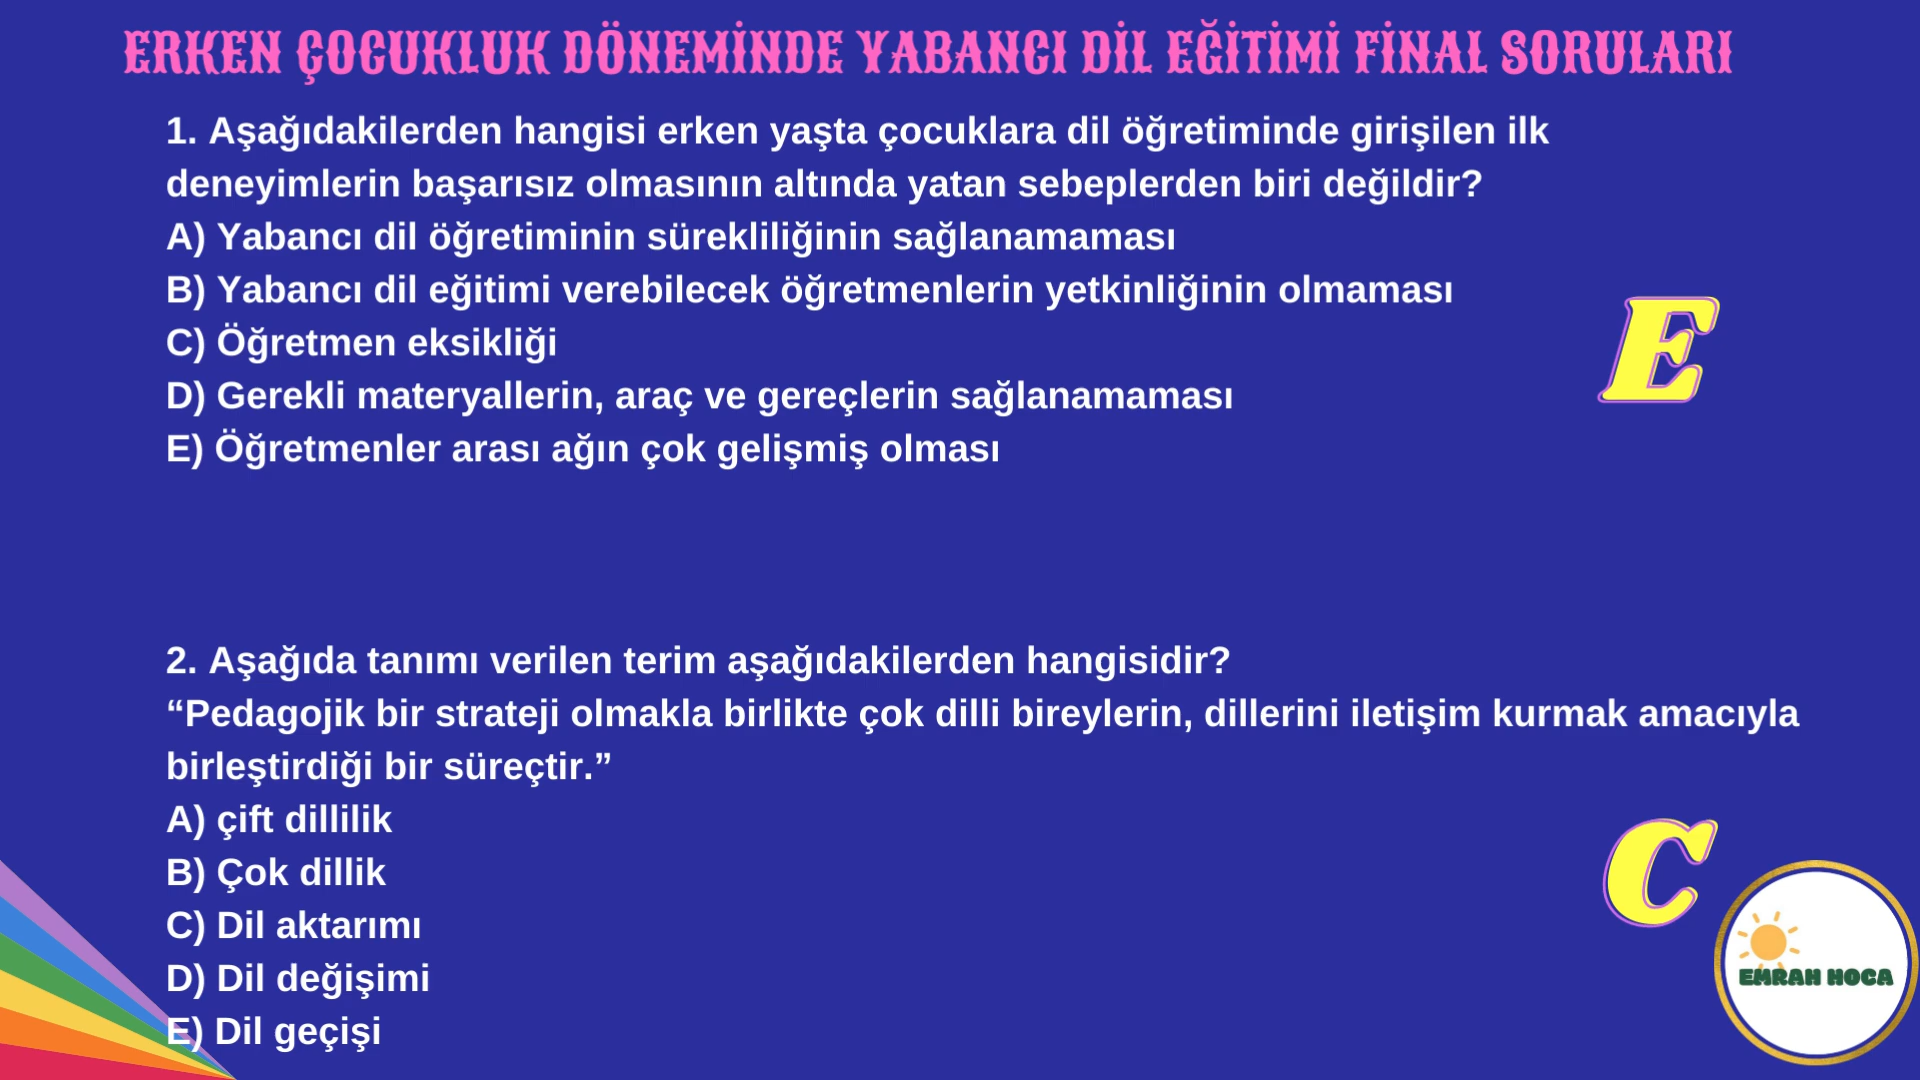 ERKEN ÇOCUKLUK DÖNEMİNDE YABANCI DİL EĞİTİMİ FİNAL SORULARI
1. Aşağıdakilerden hangisi erken yaşta çocuklara dil öğretiminde girişilen ilk
deneyimlerin başarısız olmasının altında yatan sebeplerden biri değildir?
A) Yabancı dil öğretiminin sürekliliğinin sağlanamaması
B) Yabancı dil eğitimi verebilecek öğretmenlerin yetkinliğinin olmaması
C) Öğretmen eksikliği
D) Gerekli materyallerin, araç ve gereçlerin sağlanamaması
E) Öğretmenler arası ağın çok gelişmiş olması
E
2. Aşağıda tanımı verilen terim aşağıdakilerden hangisidir?
“Pedagojik bir strateji olmakla birlikte çok dilli bireylerin, dillerini iletişim kurmak amacıyla
birleştirdiği bir süreçtir.”
A) çift dillilik
B) Çok dillik
C) Dil aktarımı
D) Dil değişimi
E) Dil geçişi
C
EMRAH HOCA